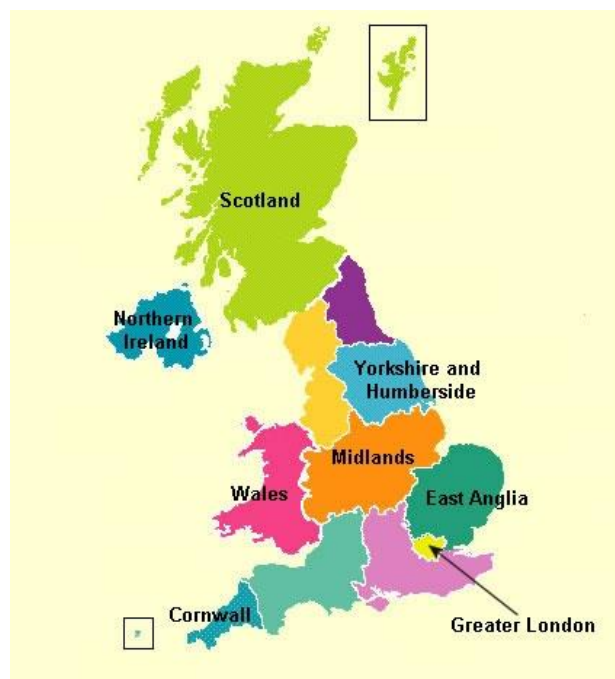 Scotland
Northern
Ireland
Yorkshire and
Humberside
Midlands
Wales
East Anglia
Cornwall
Greater London